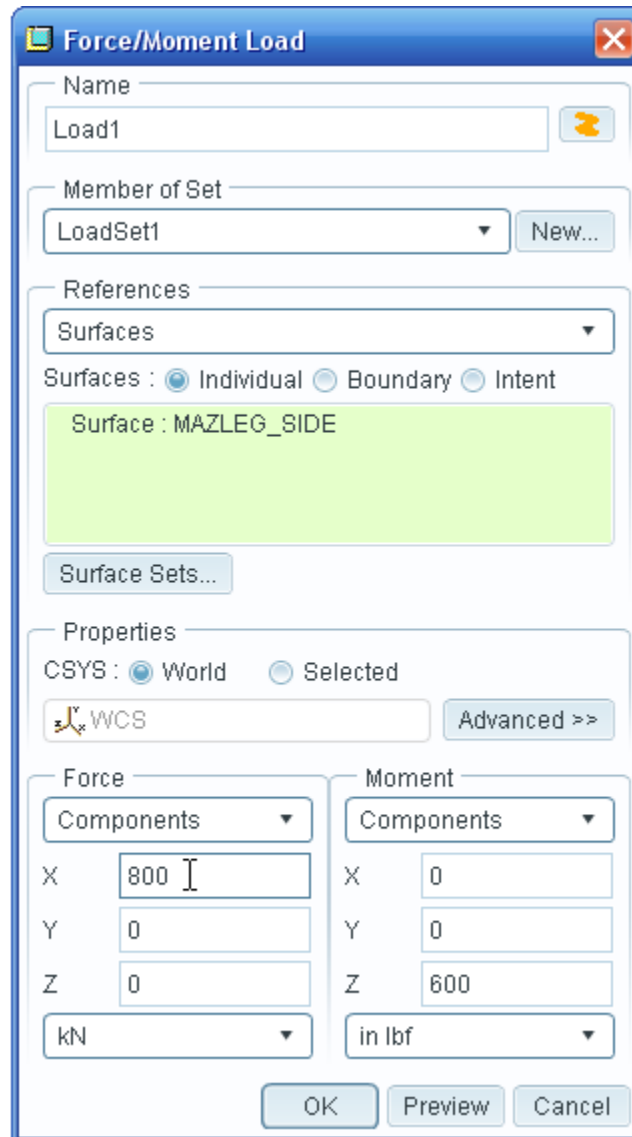 Force/Moment Load
Name
Load1
Member of Set
LoadSet1
New...
References
Surfaces
Surfaces : Individual Boundary Intent
Surface : MAZLEG_SIDE
Surface Sets...
Properties
CSYS : World Selected
WCS
Advanced >>
Force Moment
Components Components
X 800 X 0
Y 0 Y 0
Z 0 Z 600
kN in lbf
OK Preview Cancel